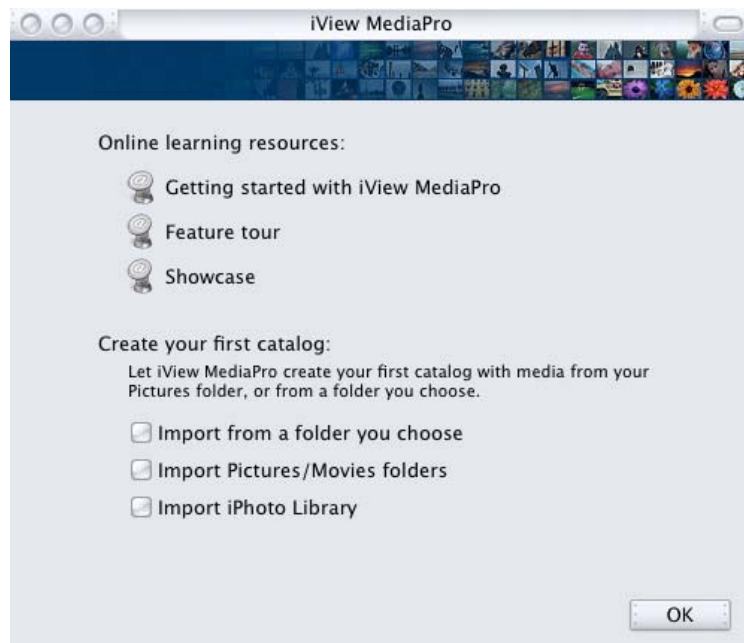 iView MediaPro
Online learning resources:
Getting started with iView MediaPro
Feature tour
Showcase
Create your first catalog:
Let iView MediaPro create your first catalog with media from your
Pictures folder, or from a folder you choose.
Import from a folder you choose
Import Pictures/Movies folders
Import iPhoto Library
OK